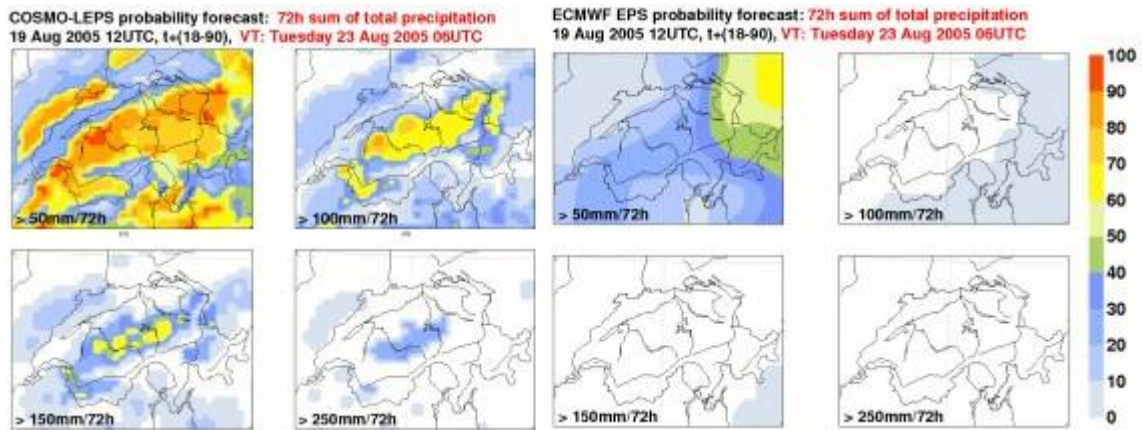 COSMO-LEPS probability forecast: 72h sum of total precipitation
19 Aug 2005 12UTC, t+(18-90), VT: Tuesday 23 Aug 2005 06UTC
> 50mm/72h
> 100mm/72h
> 150mm/72h
> 250mm/72h
ECMWF EPS probability forecast: 72h sum of total precipitation
19 Aug 2005 12UTC, t+(18-90), VT: Tuesday 23 Aug 2005 06UTC
> 50mm/72h
> 100mm/72h
> 150mm/72h
> 250mm/72h
100
90
80
70
60
50
40
30
20
10
0